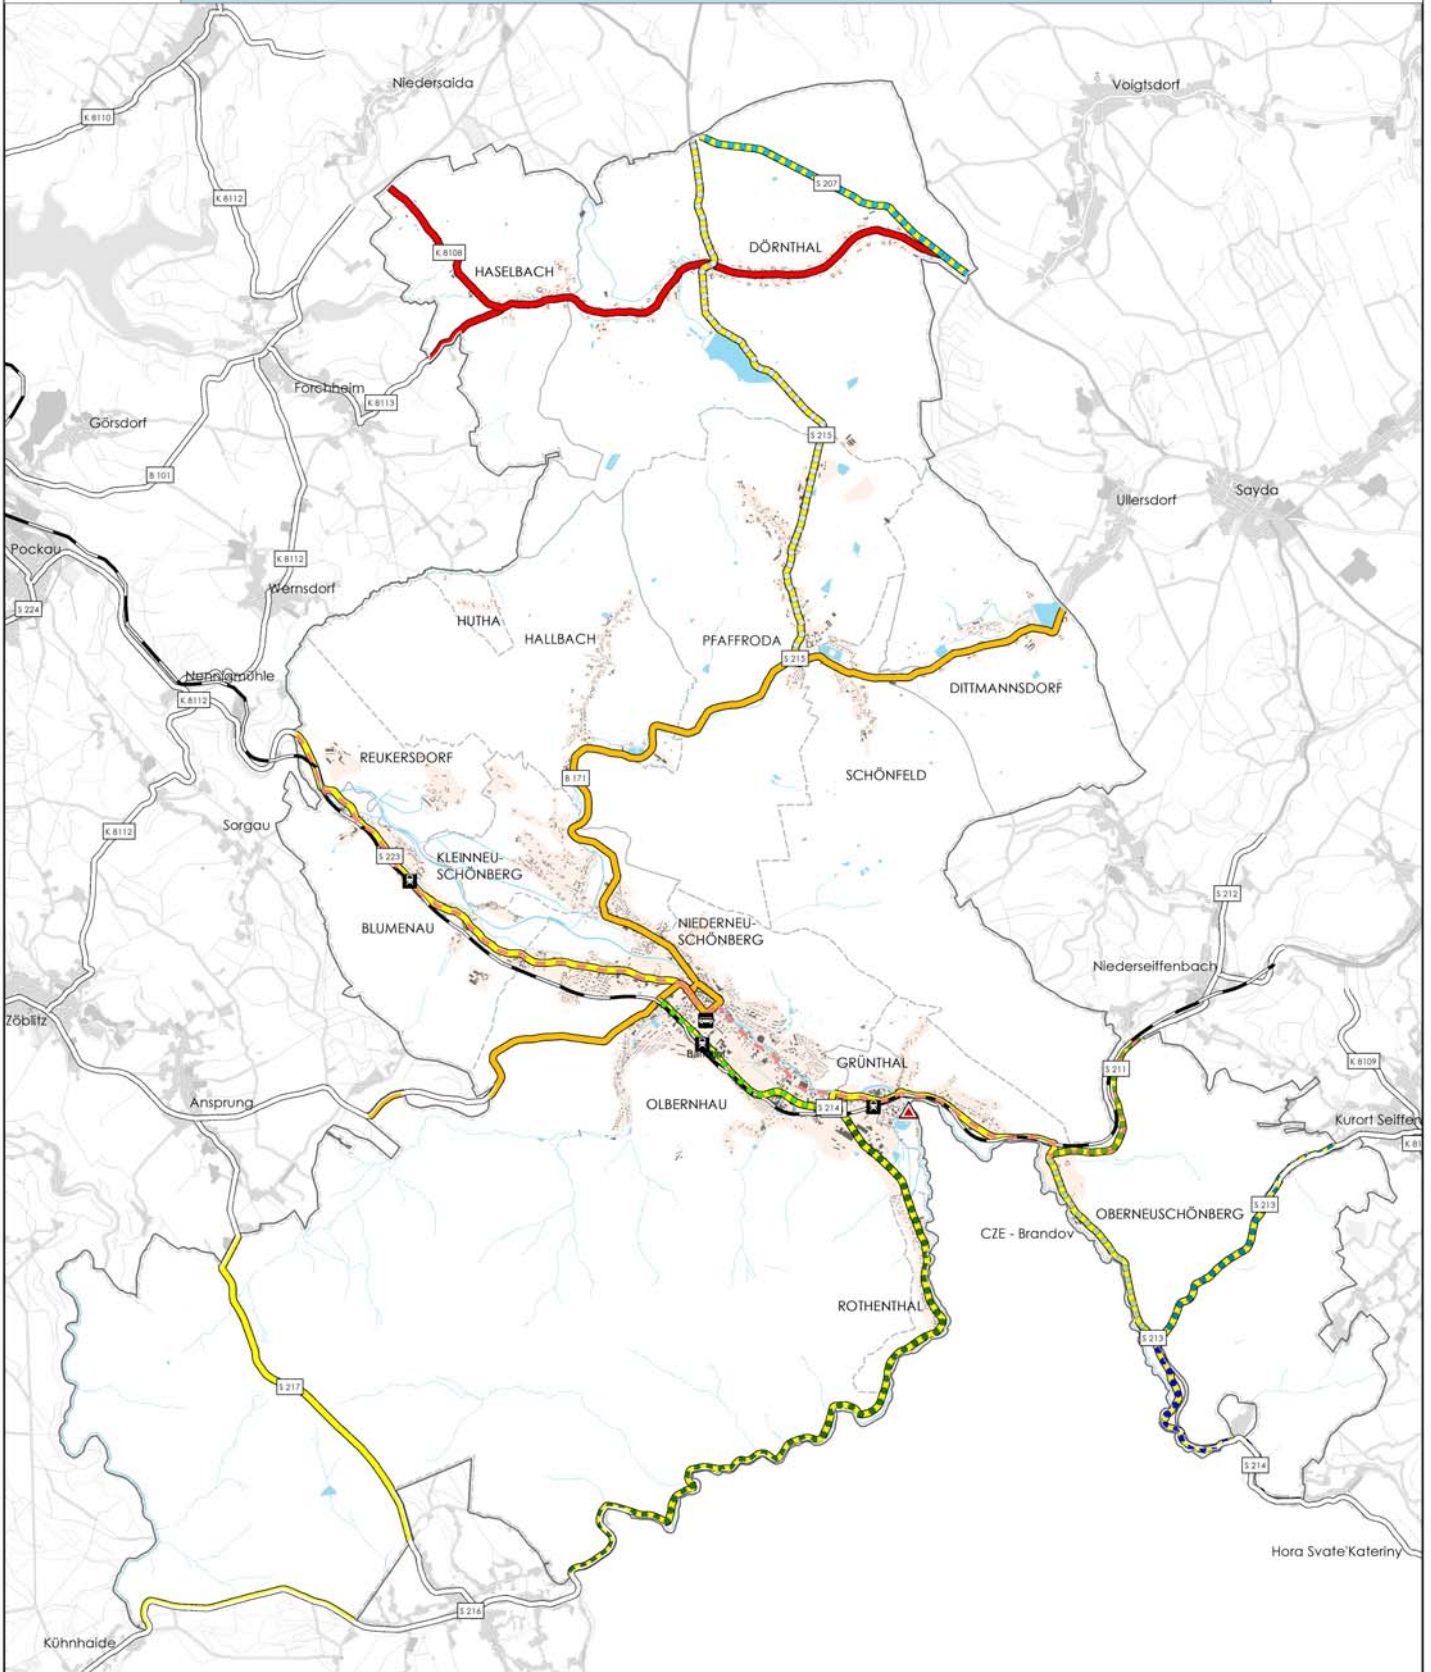 Niedersaida
Voigtsdorf
K 8110
S 207
K 8112
DÖRNTHAL
K 8108
HASELBACH
Forchheim
K 8113
Görsdorf
S 215
B 101
Sayda
Ullersdorf
Pockau
K 8112
Wernsdorf
S 224
HUTHA
HALLBACH
PFAFFRODA
S 215
Nennigmühle
DITTMANNSDORF
K 8112
REUKERSDORF
B 171
SCHÖNFELD
Sorgau
K 8112
S 223
KLEINNEU-
SCHÖNBERG
S 212
BLUMENAU
NIEDERNEU-
SCHÖNBERG
Niederseiffenbach
Zöblitz
GRÜNTHAL
K 8109
S 211
Ansprung
OLBERNHAU
S 214
Kurort Seiffen
S 213
OBERNEUSCHÖNBERG
CZE - Brandov
ROTHENTHAL
S 213
S 217
S 214
Hora Svate'Kateriny
S 216
Kühnhaide